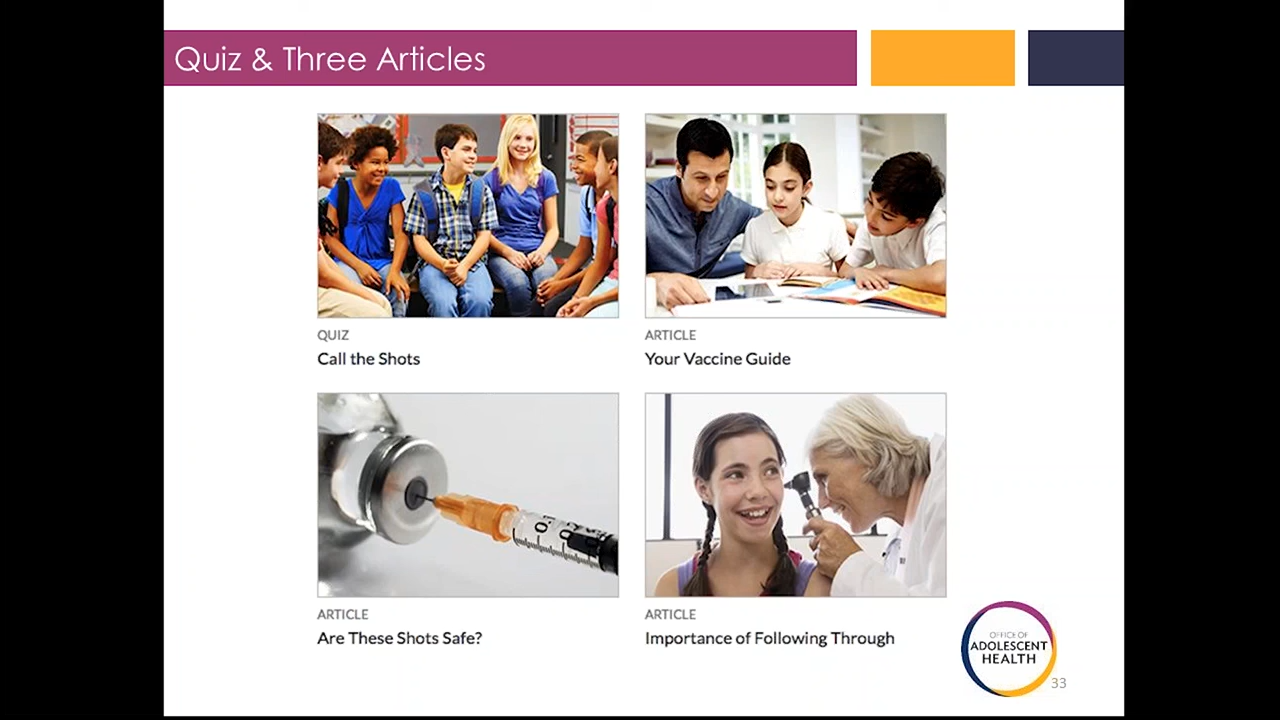 Quiz & Three Articles
QUIZ
Call the Shots
ARTICLE
Your Vaccine Guide
ARTICLE
Are These Shots Safe?
ARTICLE
Importance of Following Through
OFFICE OF
ADOLESCENT
HEALTH
33